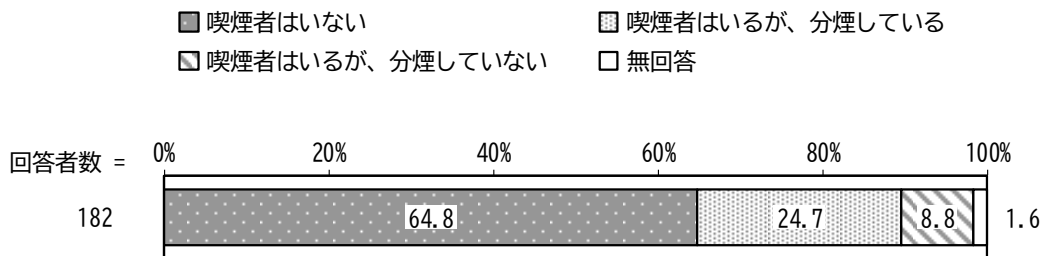 喫煙者はいない 喫煙者はいるが、分煙している
喫煙者はいるが、分煙していない 無回答
回答者数 = 0% 20% 40% 60% 80% 100%
182 64.8 24.7 8.8 1.6